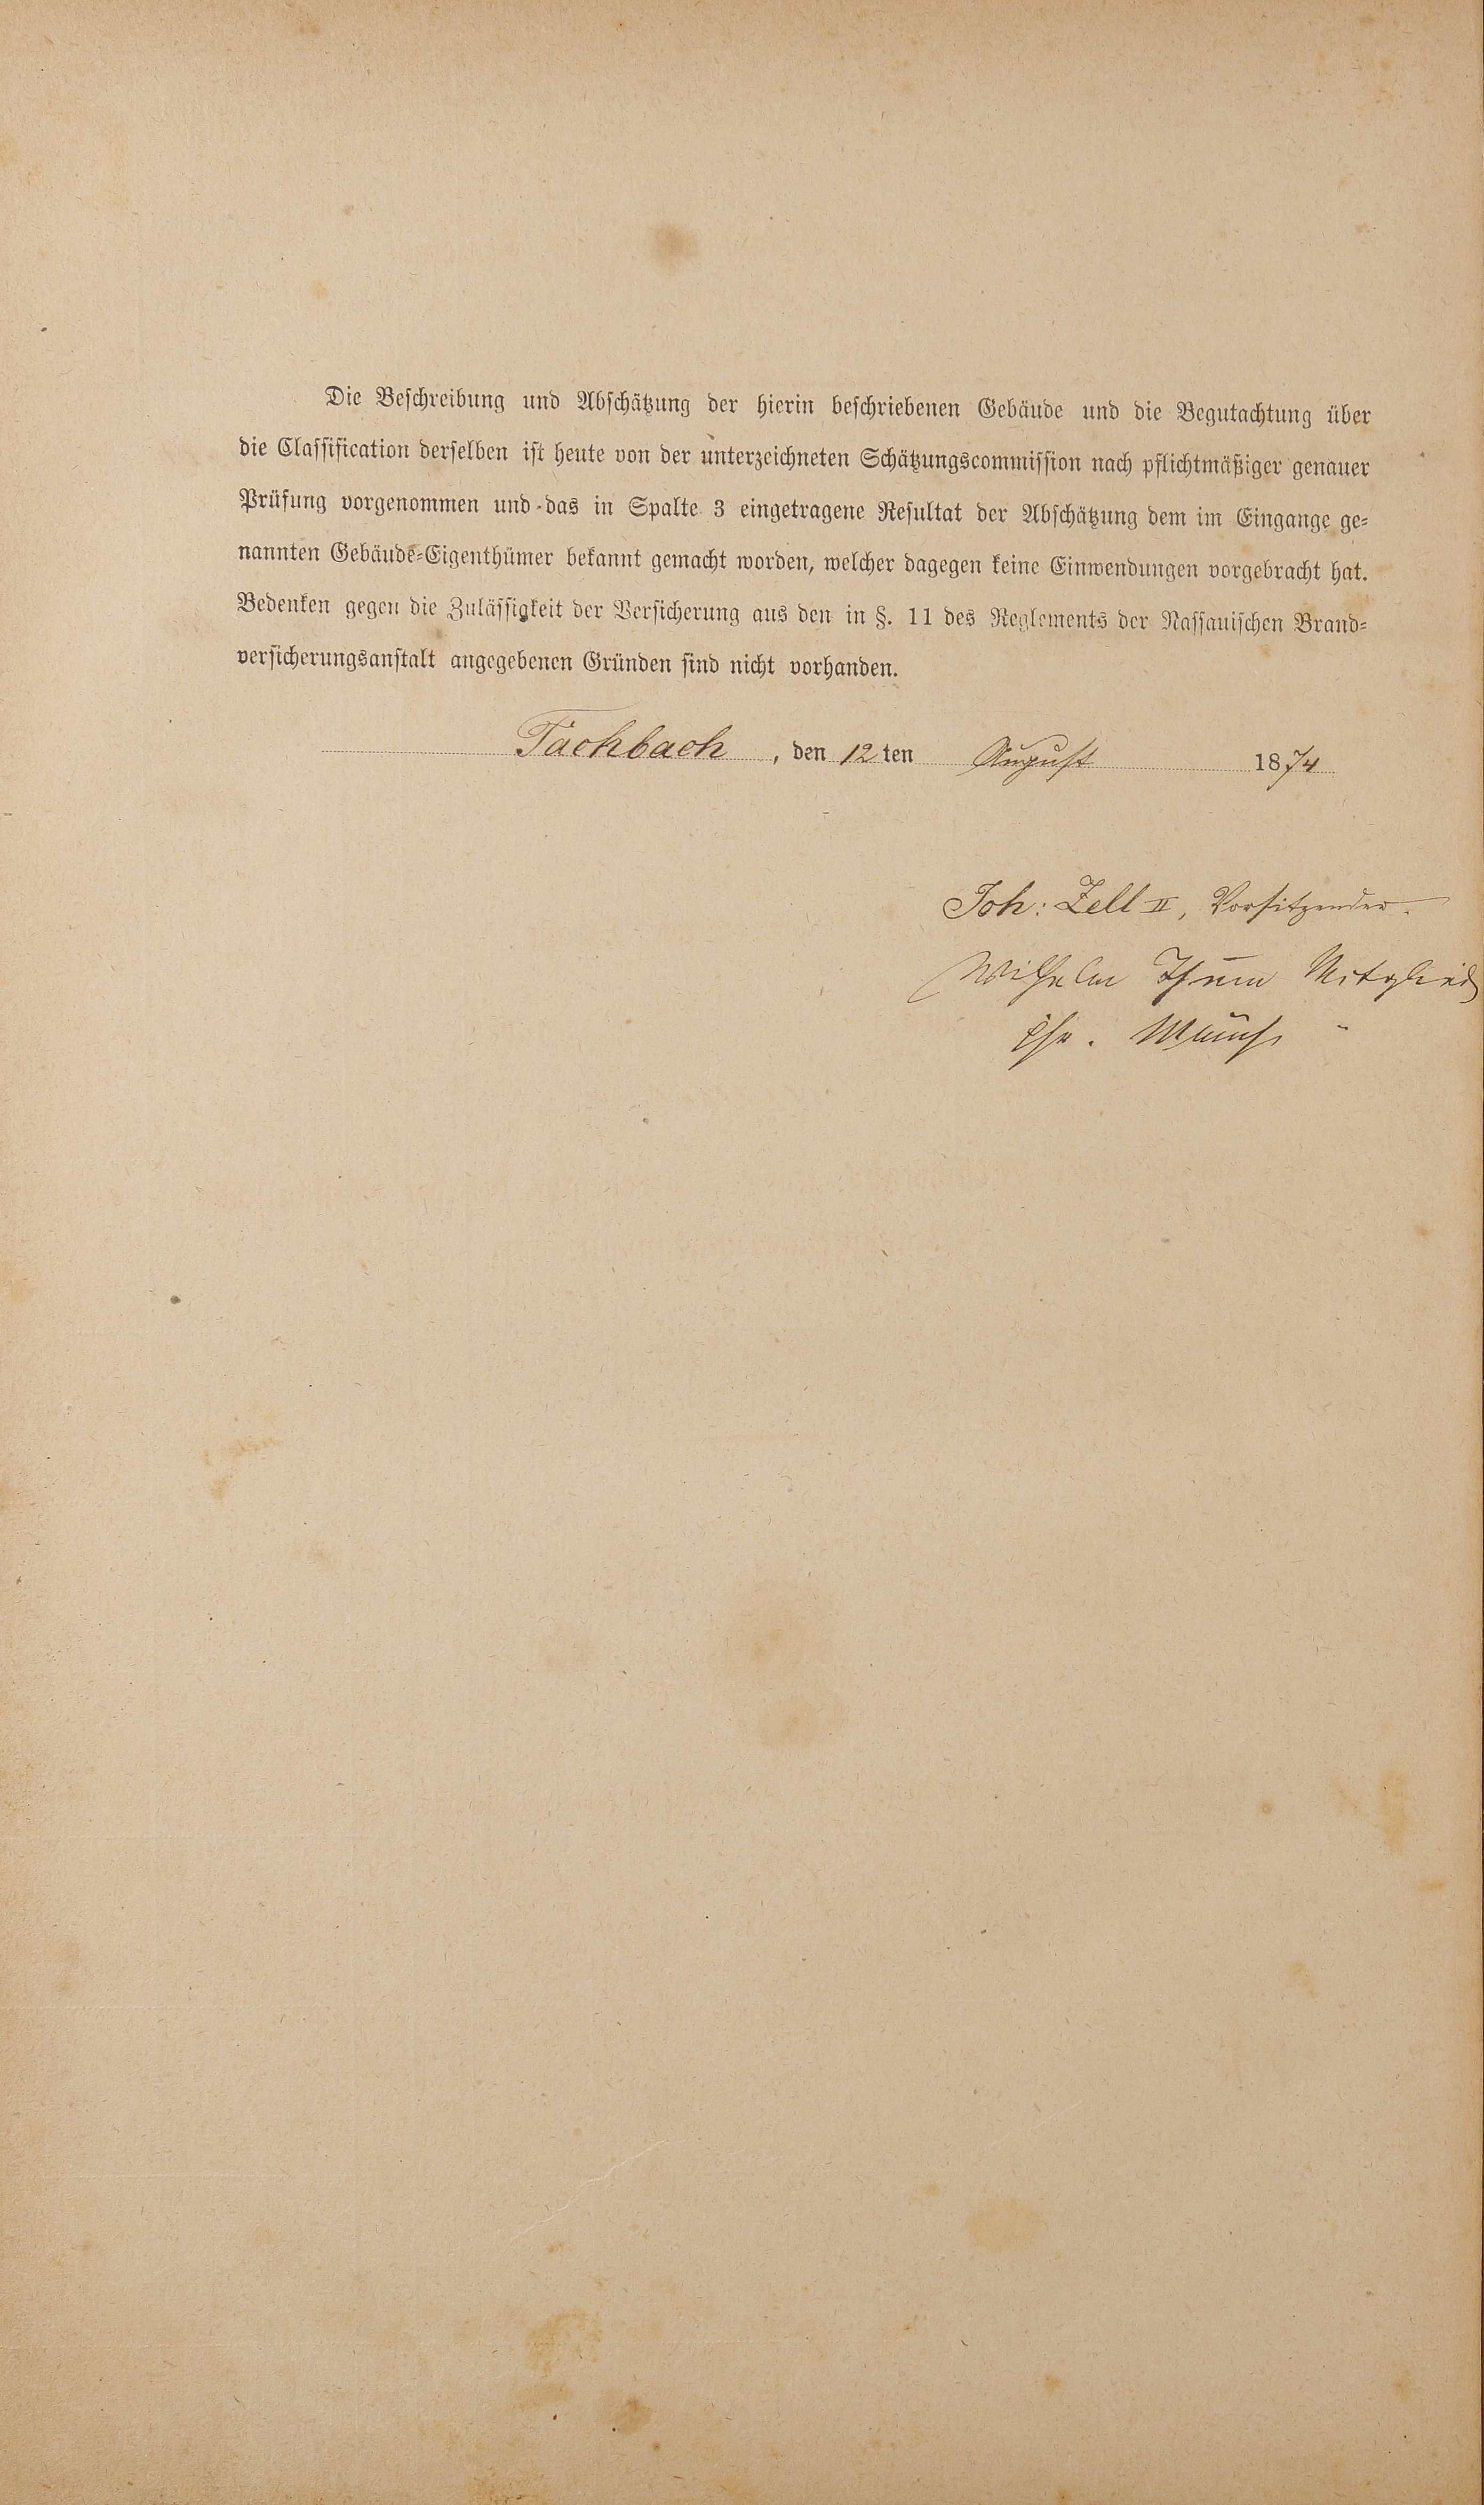 Die Beschreibung und Abschätzung der hierin beschriebenen Gebäude und die Begutachtung über
die Classification derselben ist heute von der unterzeichneten Schätzungscommission nach pflichtmäßiger genauer
Prüfung vorgenommen und das in Spalte 3 eingetragene Resultat der Abschätzung dem im Eingange ge-
nannten Gebäude-Eigenthümer bekannt gemacht worden, welcher dagegen keine Einwendungen vorgebracht hat.
Bedenken gegen die Zulässigkeit der Versicherung aus den in §. 11 des Reglements der Nassauischen Brand-
versicherungsanstalt angegebenen Gründen sind nicht vorhanden.
Fachbach, den 12ten August 1874
Joh: Zell II, Vorsitzender.
Wilhelm Thum Mitglied
Chr. Münch "